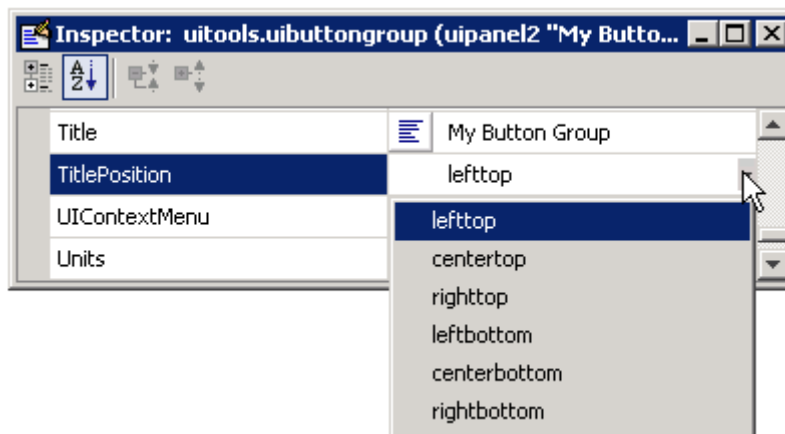 Inspector: uitools.uibuttongroup (uipanel2 "My Butto...
A
Z
Title My Button Group
TitlePosition lefttop
UIContextMenu
Units
lefttop
centertop
righttop
leftbottom
centerbottom
rightbottom